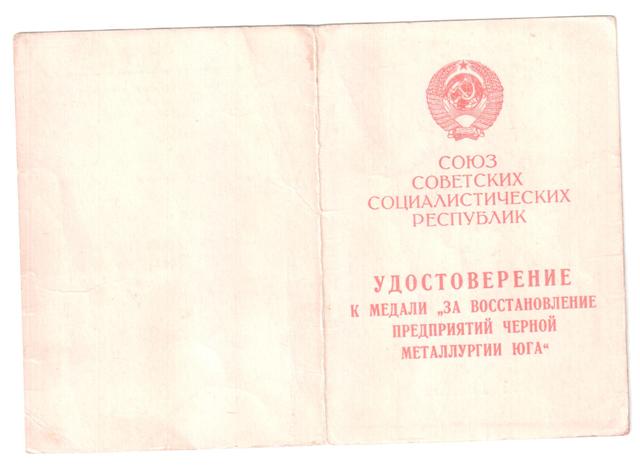 СОЮЗ
СОВЕТСКИХ
СОЦИАЛИСТИЧЕСКИХ
РЕСПУБЛИК
УДОСТОВЕРЕНИЕ
К МЕДАЛИ „ЗА ВОССТАНОВЛЕНИЕ
ПРЕДПРИЯТИЙ ЧЕРНОЙ
МЕТАЛЛУРГИИ ЮГА“